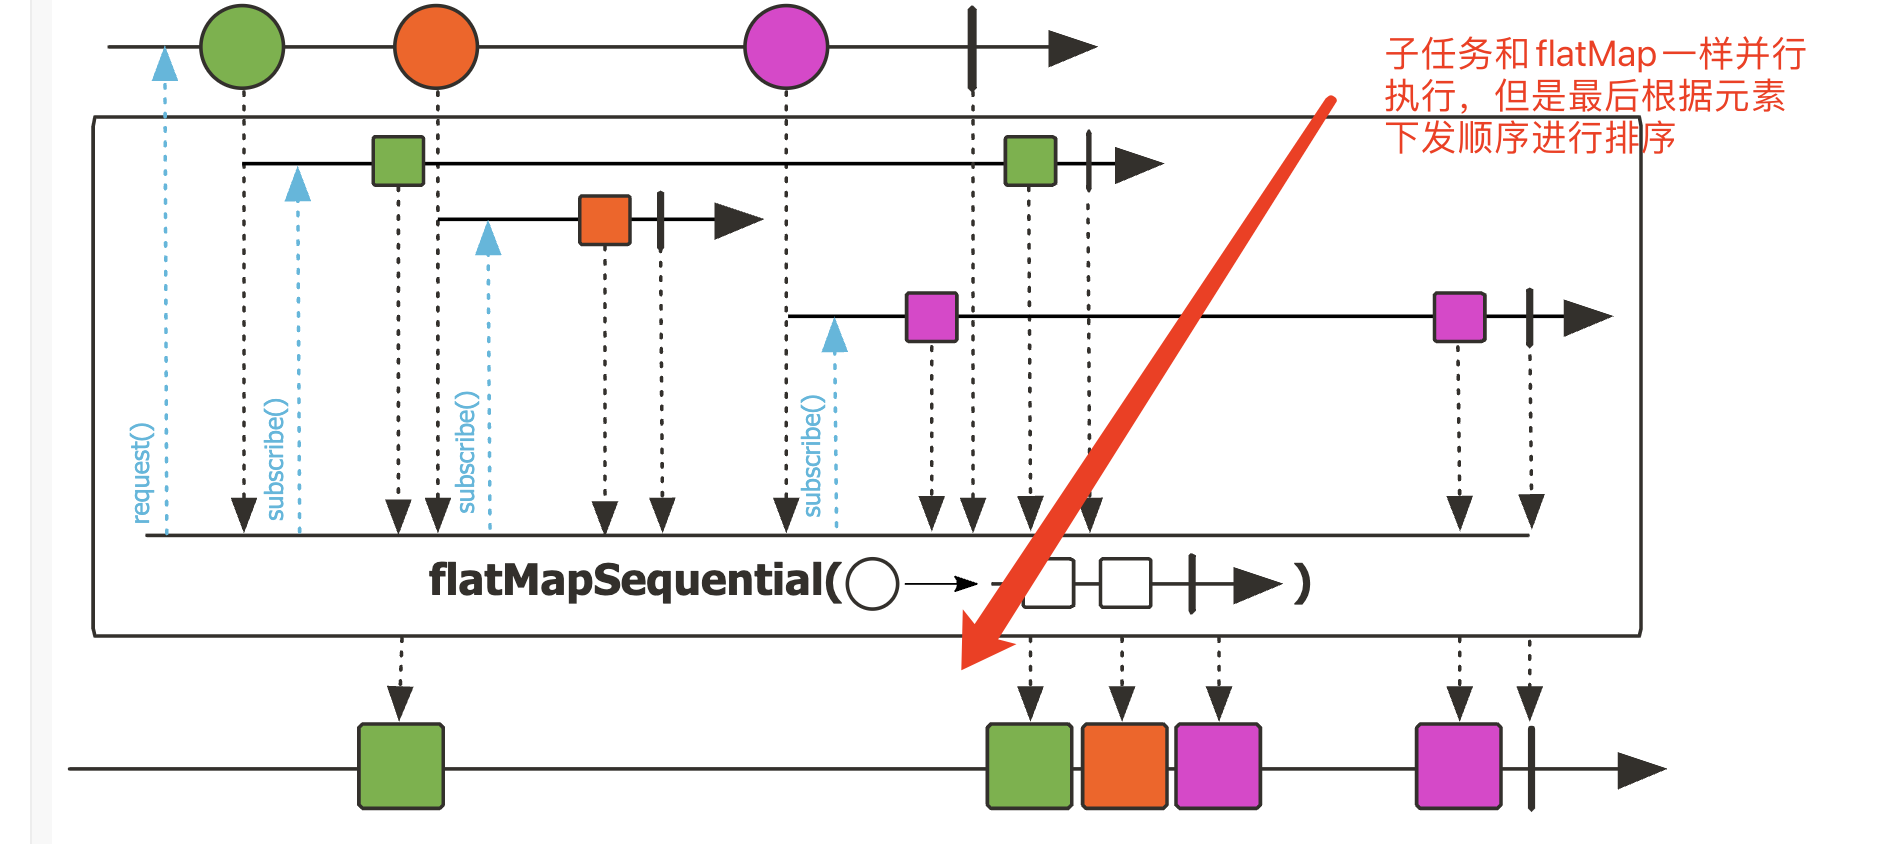 子任务和 flatMap 一样并行
执行，但是最后根据元素
下发顺序进行排序
request()
subscribe()
subscribe()
subscribe()
flatMapSequential( )